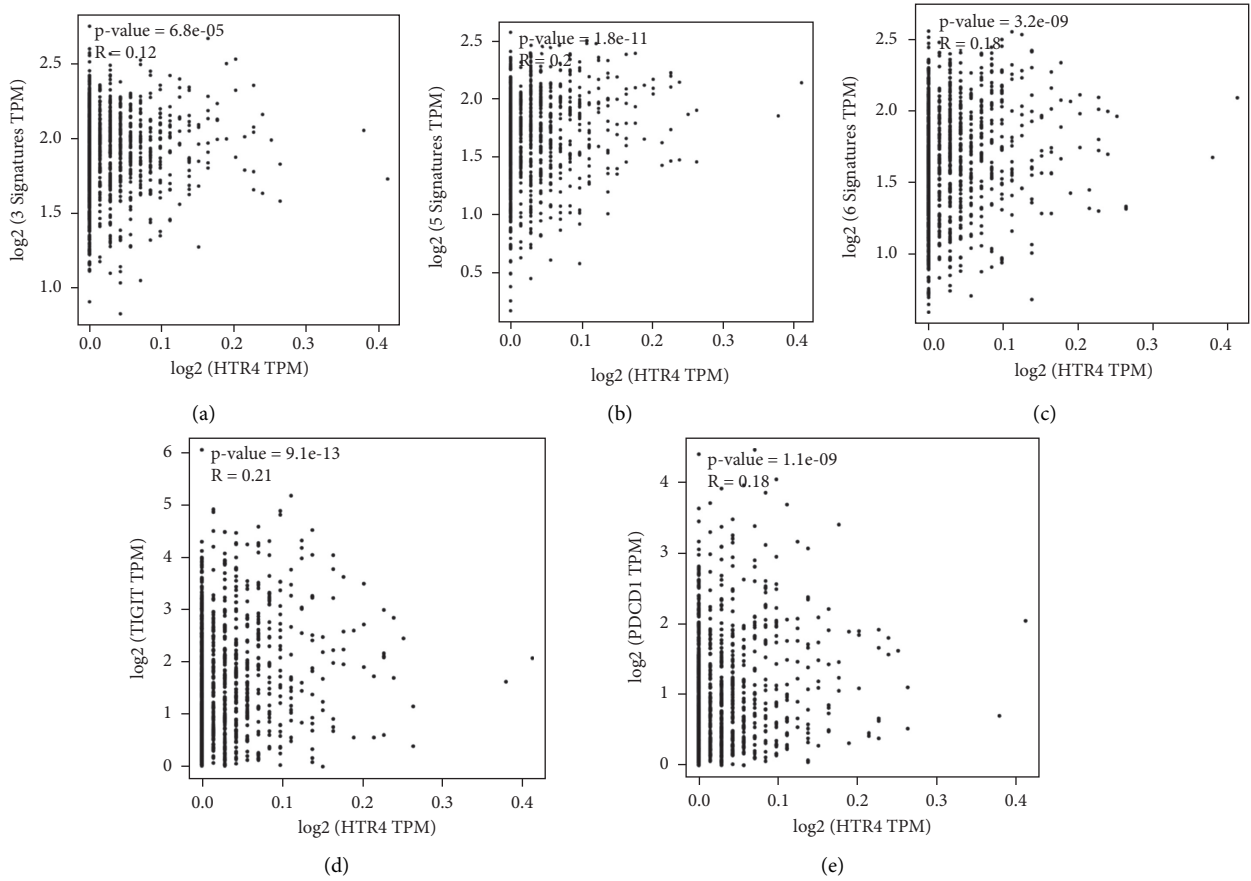 p-value = 6.8e-05
R = 0.12
2.5
2.0
1.5
1.0
log2 (3 Signatures TPM)
0.0 0.1 0.2 0.3 0.4
log2 (HTR4 TPM)
(a)
p-value = 1.8e-11
R = 0.2
2.5
2.0
1.5
1.0
0.5
log2 (5 Signatures TPM)
0.0 0.1 0.2 0.3 0.4
log2 (HTR4 TPM)
(b)
p-value = 3.2e-09
R = 0.18
2.5
2.0
1.5
1.0
log2 (6 Signatures TPM)
0.0 0.1 0.2 0.3 0.4
log2 (HTR4 TPM)
(c)
p-value = 9.1e-13
R = 0.21
6
5
4
3
2
1
0
log2 (TIGIT TPM)
0.0 0.1 0.2 0.3 0.4
log2 (HTR4 TPM)
(d)
p-value = 1.1e-09
R = 0.18
4
3
2
1
0
log2 (PDCD1 TPM)
0.0 0.1 0.2 0.3 0.4
log2 (HTR4 TPM)
(e)